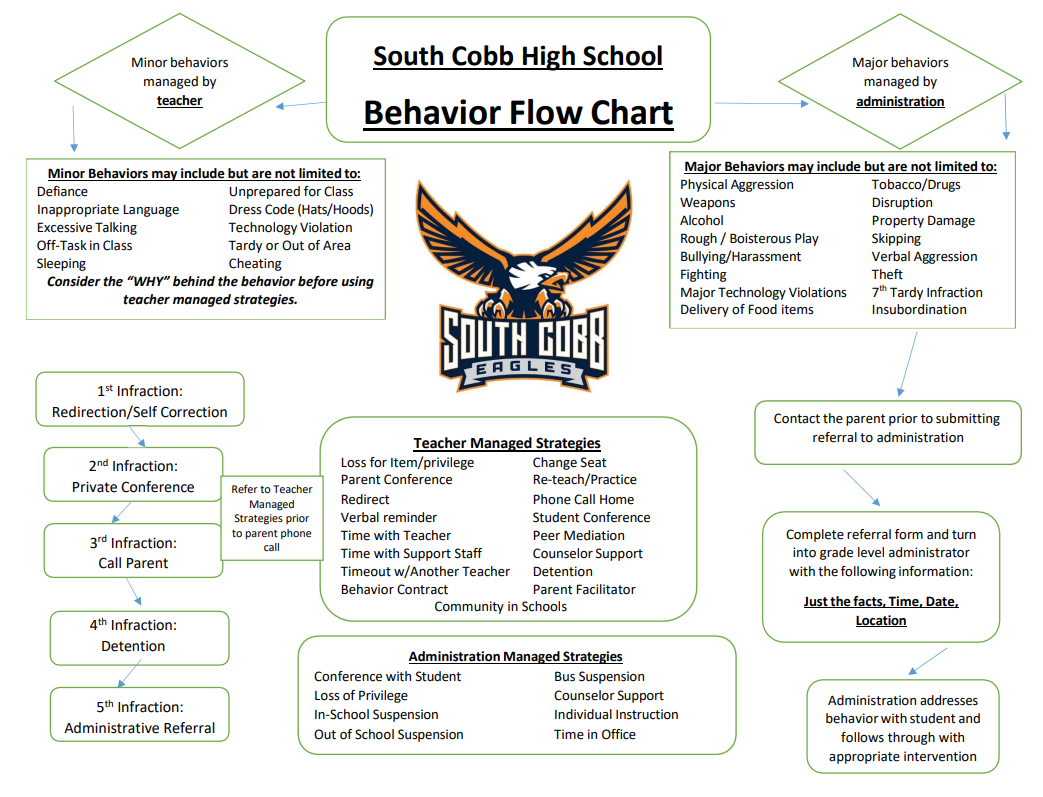 South Cobb High School
Behavior Flow Chart
Minor behaviors
managed by
teacher
Major behaviors
managed by
administration
Minor Behaviors may include but are not limited to:
Defiance Unprepared for Class
Inappropriate Language Dress Code (Hats/Hoods)
Excessive Talking Technology Violation
Off-Task in Class Tardy or Out of Area
Sleeping Cheating
Consider the “WHY” behind the behavior before using
teacher managed strategies.
Major Behaviors may include but are not limited to:
Physical Aggression Tobacco/Drugs
Weapons Disruption
Alcohol Property Damage
Rough / Boisterous Play Skipping
Bullying/Harassment Verbal Aggression
Fighting Theft
Major Technology Violations 7th Tardy Infraction
Delivery of Food items Insubordination
SOUTH COBB
EAGLES
1st Infraction:
Redirection/Self Correction
2nd Infraction:
Private Conference
3rd Infraction:
Call Parent
4th Infraction:
Detention
5th Infraction:
Administrative Referral
Refer to Teacher
Managed
Strategies prior
to parent phone
call
Teacher Managed Strategies
Loss for Item/privilege Change Seat
Parent Conference Re-teach/Practice
Redirect Phone Call Home
Verbal reminder Student Conference
Time with Teacher Peer Mediation
Time with Support Staff Counselor Support
Timeout w/Another Teacher Detention
Behavior Contract Parent Facilitator
Community in Schools
Administration Managed Strategies
Conference with Student Bus Suspension
Loss of Privilege Counselor Support
In-School Suspension Individual Instruction
Out of School Suspension Time in Office
Contact the parent prior to submitting
referral to administration
Complete referral form and turn
into grade level administrator
with the following information:
Just the facts, Time, Date,
Location
Administration addresses
behavior with student and
follows through with
appropriate intervention